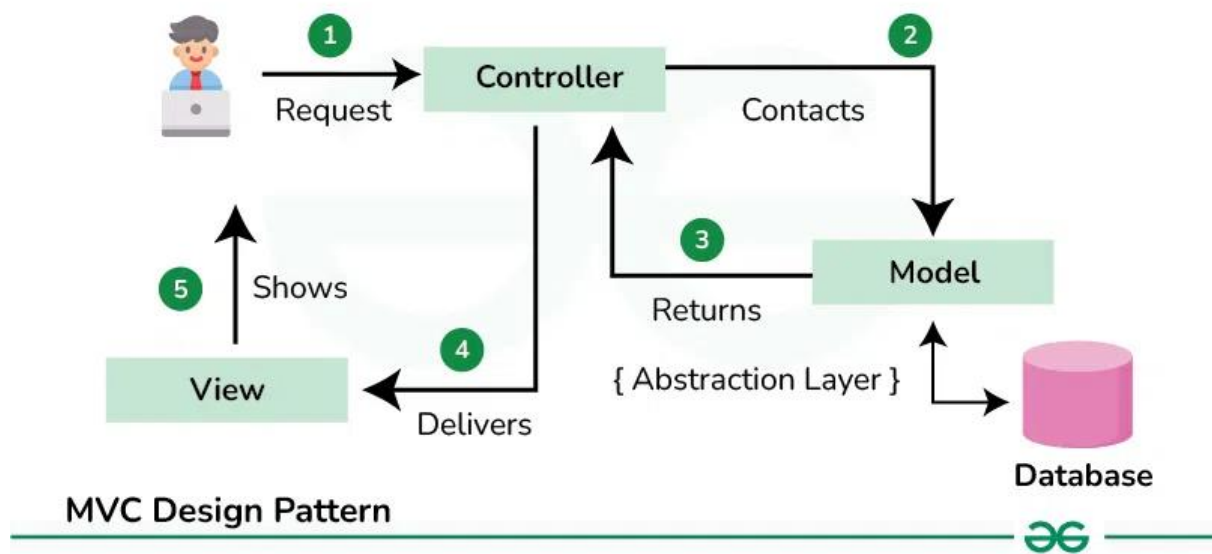 1
Request
Controller
2
Contacts
3
Returns
Model
{ Abstraction Layer }
Database
4
Delivers
View
5
Shows
MVC Design Pattern